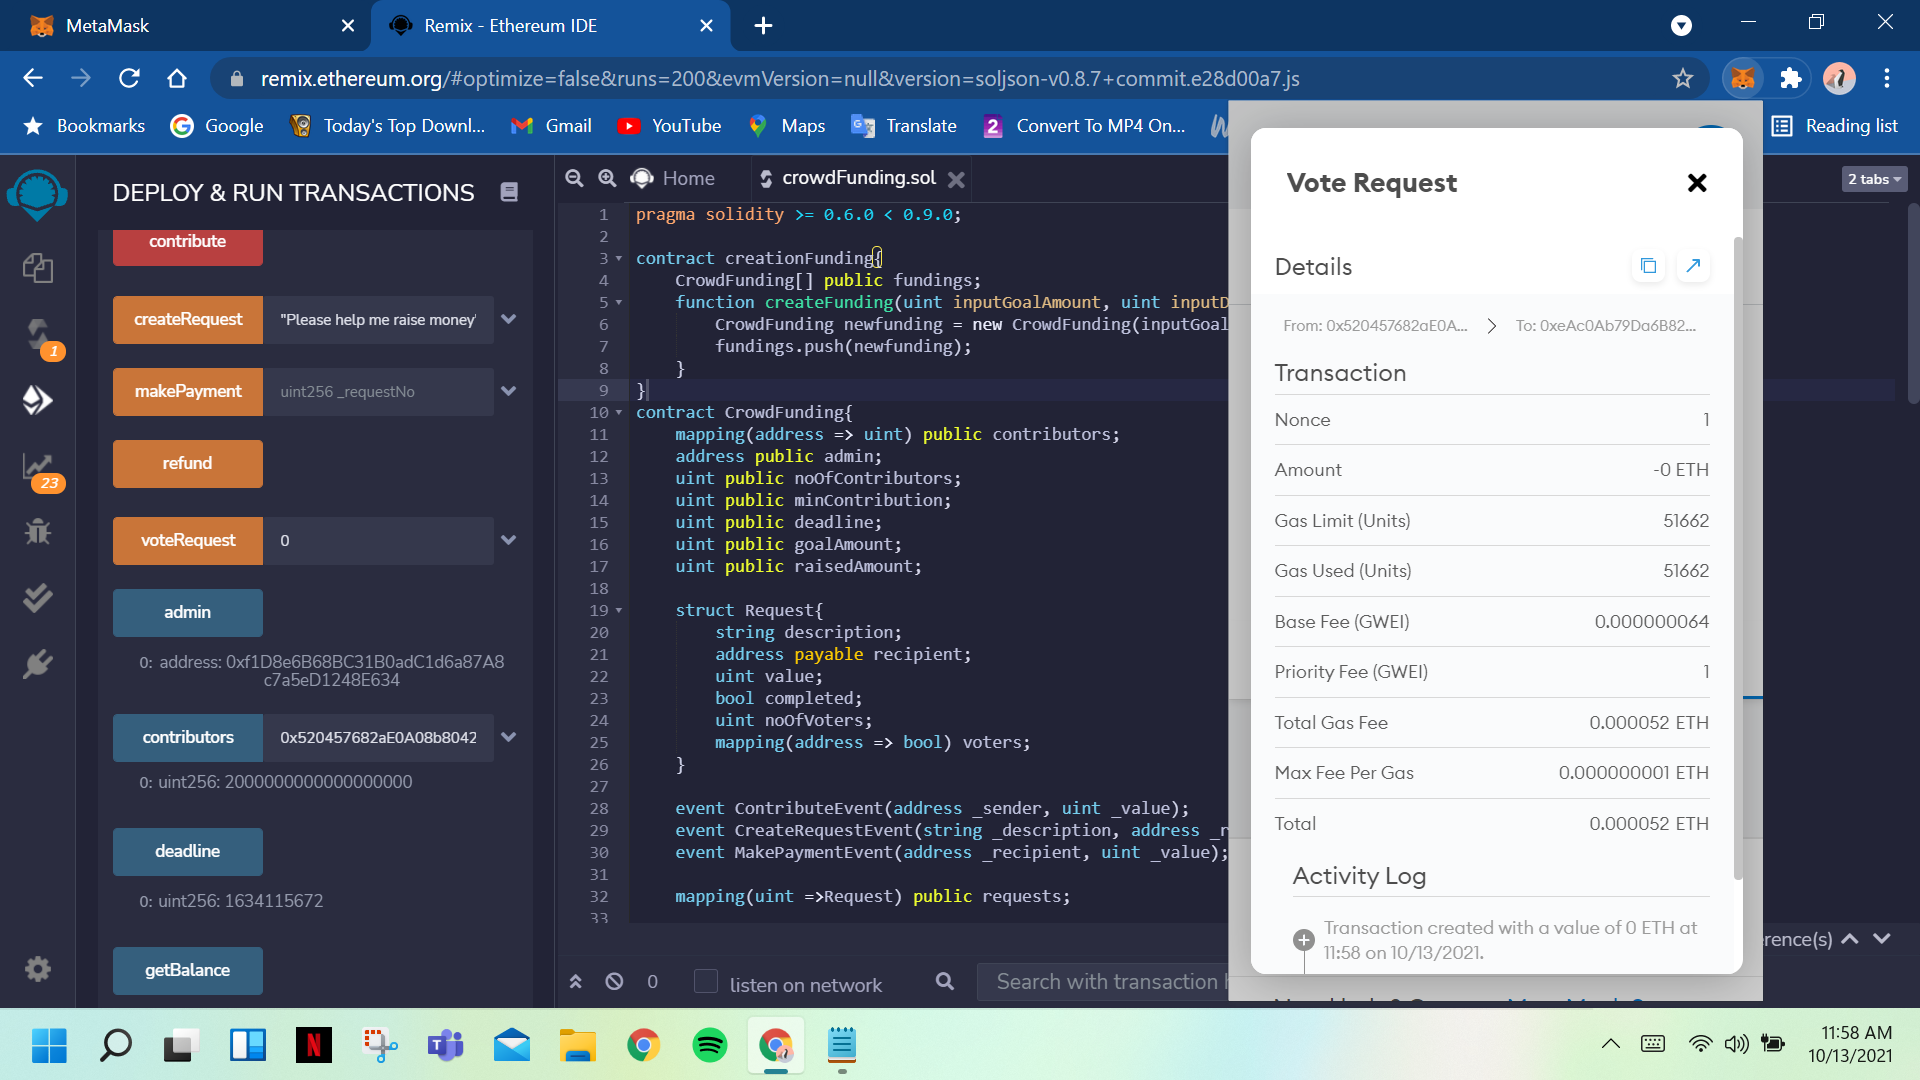 MetaMask
Remix - Ethereum IDE
remix.ethereum.org/#optimize=false&runs=200&evmVersion=null&version=soljson-v0.8.7+commit.e28d00a7.js
Bookmarks
Google
Today's Top Downl...
Gmail
YouTube
Maps
Translate
2 Convert To MP4 On...
Reading list
DEPLOY & RUN TRANSACTIONS
1
23
contribute
createRequest "Please help me raise money'
makePayment uint256 _requestNo
refund
voteRequest 0
admin
0: address: 0xf1D8e6B68BC31B0adC1d6a87A8
c7a5eD1248E634
contributors 0x520457682aE0A08b8042
0: uint256: 2000000000000000000
deadline
0: uint256: 1634115672
getBalance
Home
crowdFunding.sol
2 tabs
1 pragma solidity >= 0.6.0 < 0.9.0;
2
3 contract creationFunding{
4 CrowdFunding[] public fundings;
5 function createFunding(uint inputGoalAmount, uint inputD
6 CrowdFunding newfunding = new CrowdFunding(inputGoal
7 fundings.push(newfunding);
8 }
9 }
10 contract CrowdFunding{
11 mapping(address => uint) public contributors;
12 address public admin;
13 uint public noOfContributors;
14 uint public minContribution;
15 uint public deadline;
16 uint public goalAmount;
17 uint public raisedAmount;
18
19 struct Request{
20 string description;
21 address payable recipient;
22 uint value;
23 bool completed;
24 uint noOfVoters;
25 mapping(address => bool) voters;
26 }
27
28 event ContributeEvent(address _sender, uint _value);
29 event CreateRequestEvent(string _description, address _r
30 event MakePaymentEvent(address _recipient, uint _value);
31
32 mapping(uint =>Request) public requests;
33
0
listen on network
Search with transaction h
erence(s)
Vote Request
Details
From: 0x520457682aE0A... > To: 0xeAc0Ab79Da6B82...
Transaction
Nonce 1
Amount -0 ETH
Gas Limit (Units) 51662
Gas Used (Units) 51662
Base Fee (GWEI) 0.000000064
Priority Fee (GWEI) 1
Total Gas Fee 0.000052 ETH
Max Fee Per Gas 0.000000001 ETH
Total 0.000052 ETH
Activity Log
Transaction created with a value of 0 ETH at
11:58 on 10/13/2021.
11:58 AM
10/13/2021